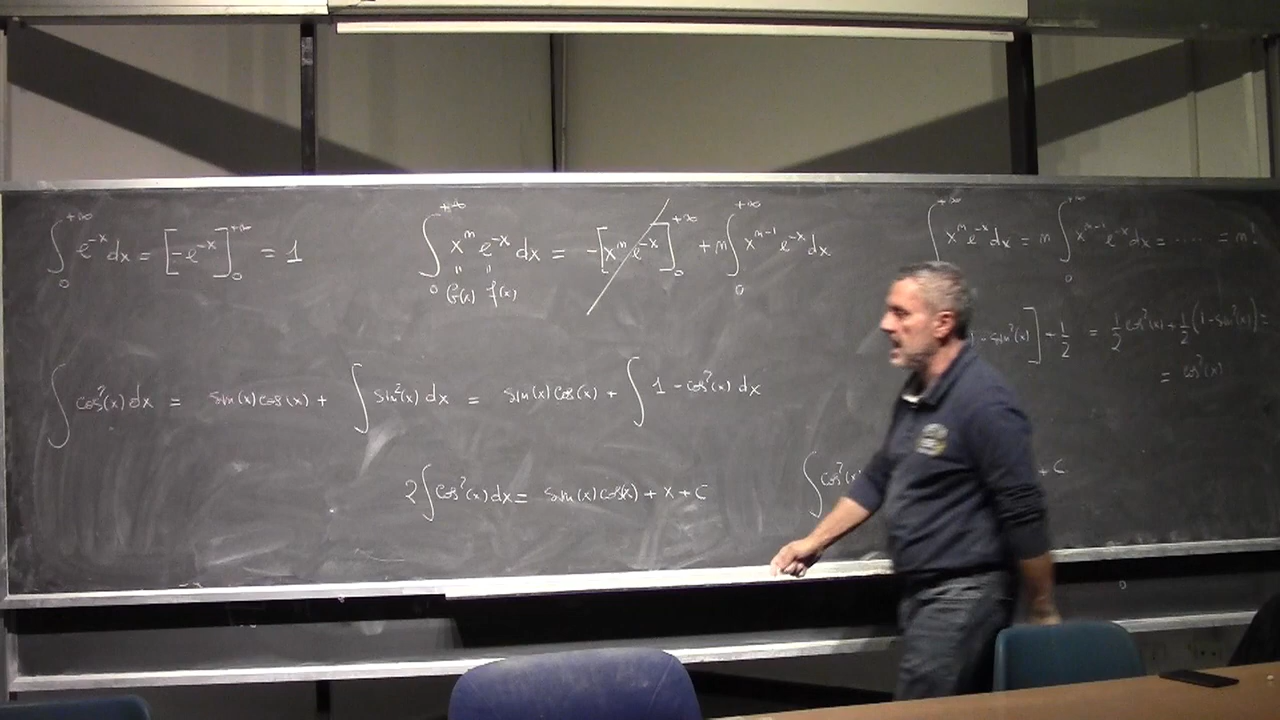 ∫₀^{+∞} e^{-x} dx = [-e^{-x}]₀^{+∞} = 1
∫₀^{+∞} x^n e^{-x} dx = -[x^n e^{-x}]₀^{+∞} + n∫₀^{+∞} x^{n-1} e^{-x} dx
" "
G(x) f(x)
∫₀^{+∞} x^n e^{-x} dx = n∫₀^{+∞} x^{n-1} e^{-x} dx = ...... = n!
1 - sin²(x)] + 1/2 = 1/2 cos²(x) + 1/2 (1 - sin²(x)) =
= cos²(x)
∫ cos²(x) dx = sin(x) cos(x) + ∫ sin²(x) dx = sin(x) cos(x) + ∫ 1 - cos²(x) dx
2∫ cos²(x) dx = sin(x) cos(x) + x + C
∫ cos²(x + C